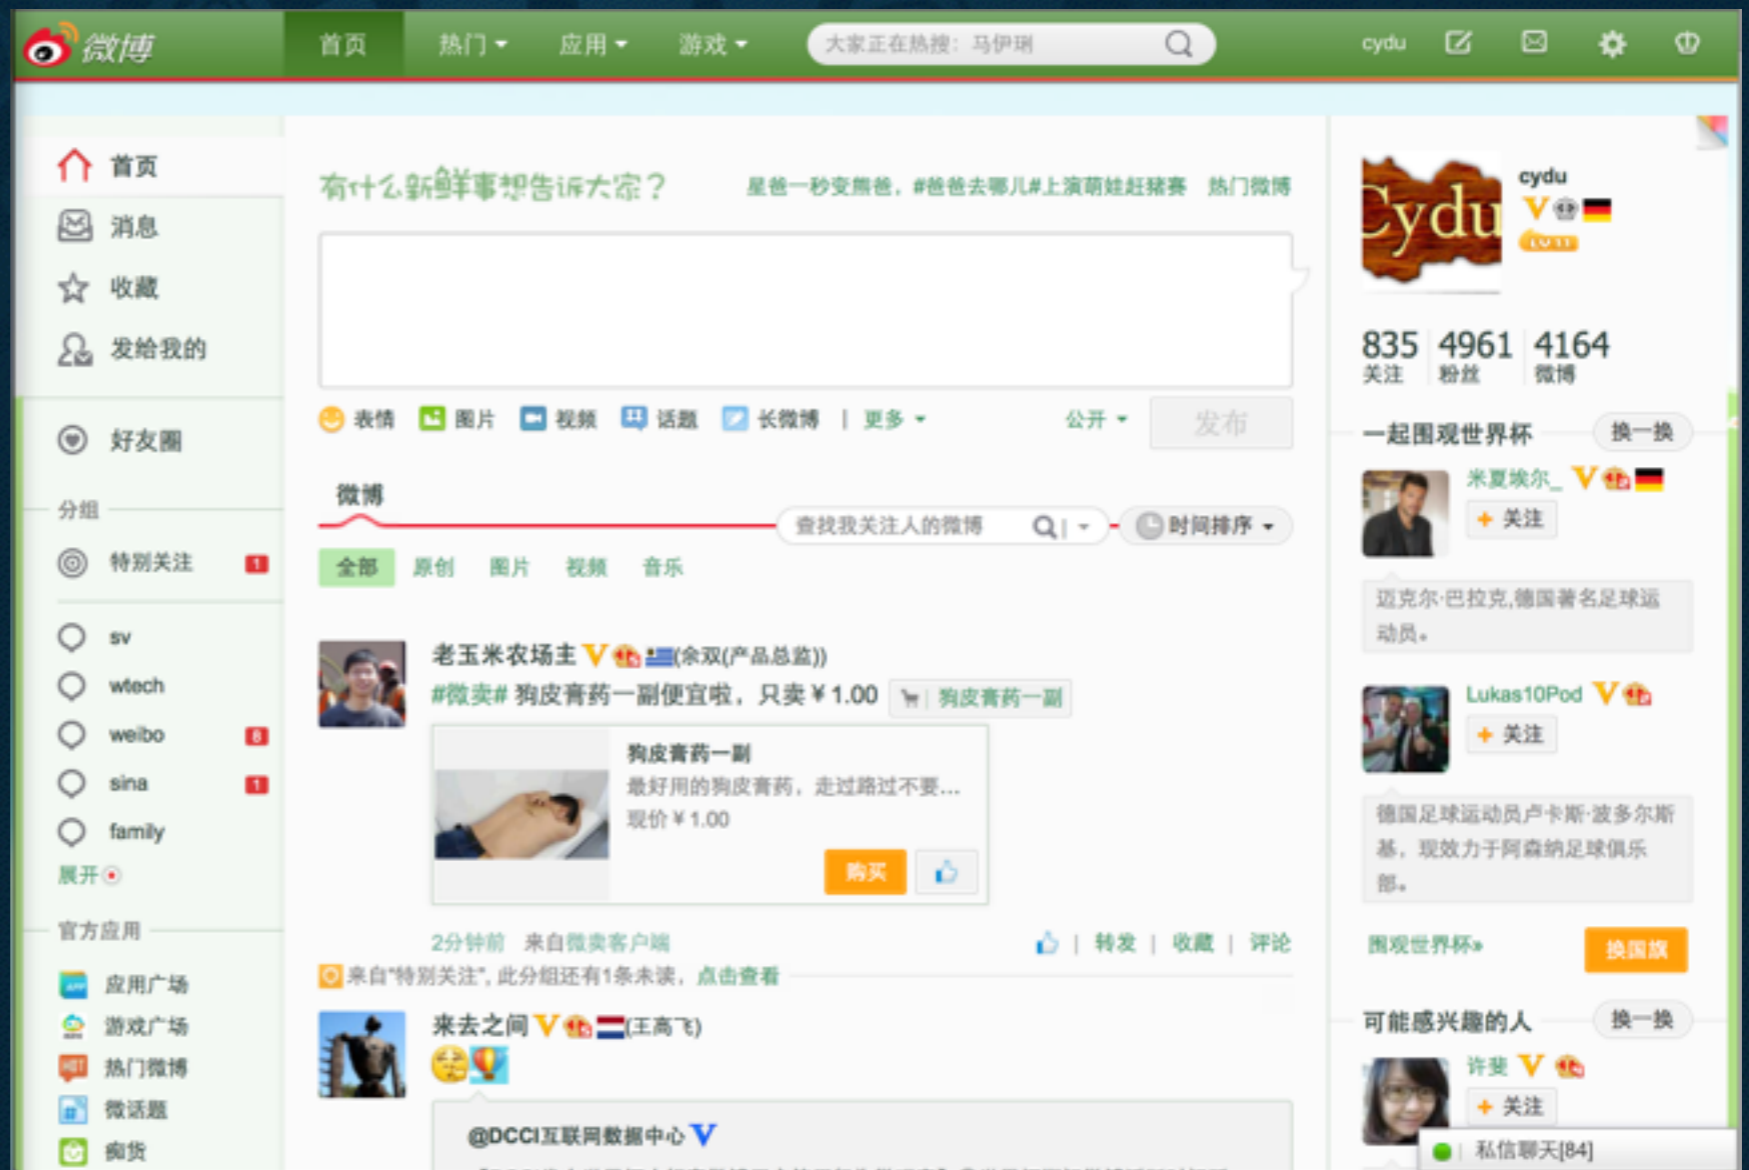 微博
首页 热门 应用 游戏 大家正在热搜：马伊琍 cydu
首页
消息
收藏
发给我的
好友圈
分组
特别关注 1
sv
wtech
weibo 8
sina 1
family
展开
官方应用
应用广场
游戏广场
热门微博
微话题
痴货
有什么新鲜事想告诉大家？
星爸一秒变熊爸，#爸爸去哪儿#上演萌娃赶猪赛 热门微博
表情 图片 视频 话题 长微博 | 更多 公开 发布
微博
查找我关注人的微博 时间排序
全部 原创 图片 视频 音乐
老玉米农场主 (余双(产品总监))
#微卖# 狗皮膏药一副便宜啦，只卖￥1.00 狗皮膏药一副
狗皮膏药一副
最好用的狗皮膏药，走过路过不要...
现价￥1.00
购买
2分钟前 来自微卖客户端 | 转发 | 收藏 | 评论
来自"特别关注", 此分组还有1条未读，点击查看
来去之间 (王高飞)
@DCCI互联网数据中心
Cydu
cydu
LV 11
835 4961 4164
关注 粉丝 微博
一起围观世界杯 换一换
米夏埃尔_
+ 关注
迈克尔·巴拉克,德国著名足球运
动员。
Lukas10Pod
+ 关注
德国足球运动员卢卡斯·波多尔斯
基，现效力于阿森纳足球俱乐
部。
围观世界杯» 换国旗
可能感兴趣的人 换一换
许斐
+ 关注
私信聊天[84]